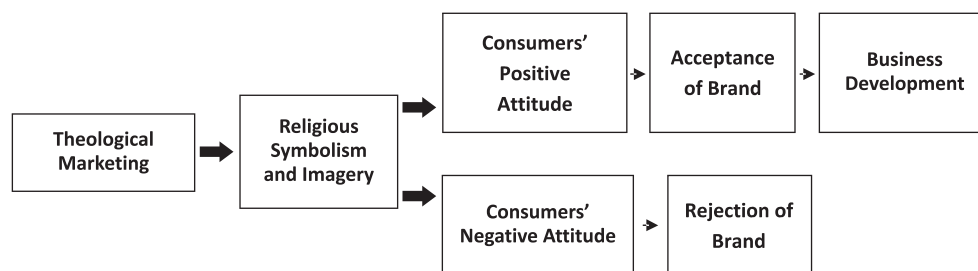 Theological
Marketing
Religious
Symbolism
and Imagery
Consumers’
Positive
Attitude
Acceptance
of Brand
Business
Development
Consumers’
Negative Attitude
Rejection of
Brand